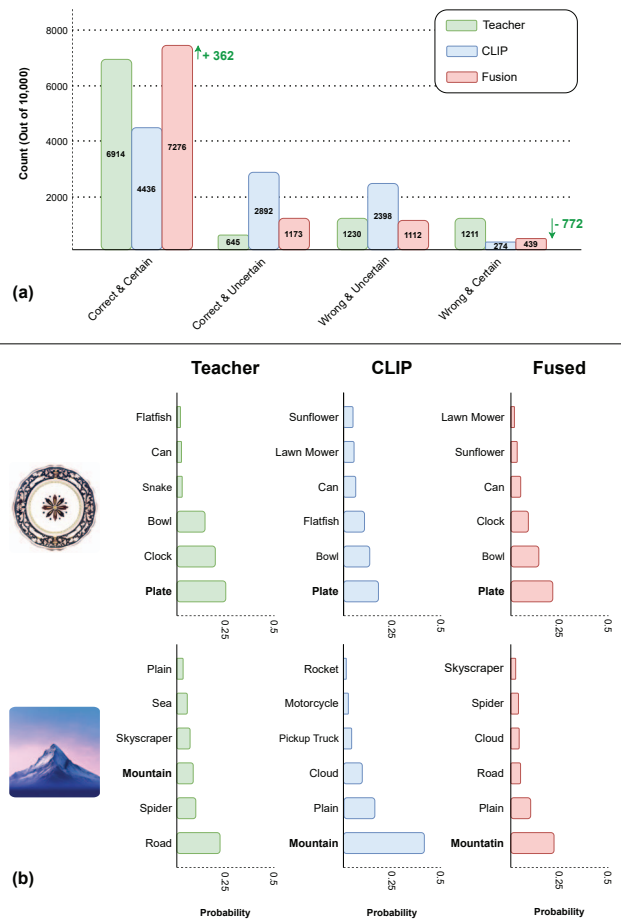 Teacher
CLIP
Fusion
Count (Out of 10,000)
8000
6000
4000
2000
+ 362
6914
4436
7276
645
2892
1173
1230
2398
1112
1211
274
439
- 772
Correct & Certain
Correct & Uncertain
Wrong & Uncertain
Wrong & Certain
(a)
Teacher
CLIP
Fused
Flatfish
Can
Snake
Bowl
Clock
Plate
0.25
0.5
Sunflower
Lawn Mower
Can
Flatfish
Bowl
Plate
0.25
0.5
Lawn Mower
Sunflower
Can
Clock
Bowl
Plate
0.25
0.5
Plain
Sea
Skyscraper
Mountain
Spider
Road
0.25
0.5
Probability
Rocket
Motorcycle
Pickup Truck
Cloud
Plain
Mountain
0.25
0.5
Probability
Skyscraper
Spider
Cloud
Road
Plain
Mountatin
0.25
0.5
Probability
(b)